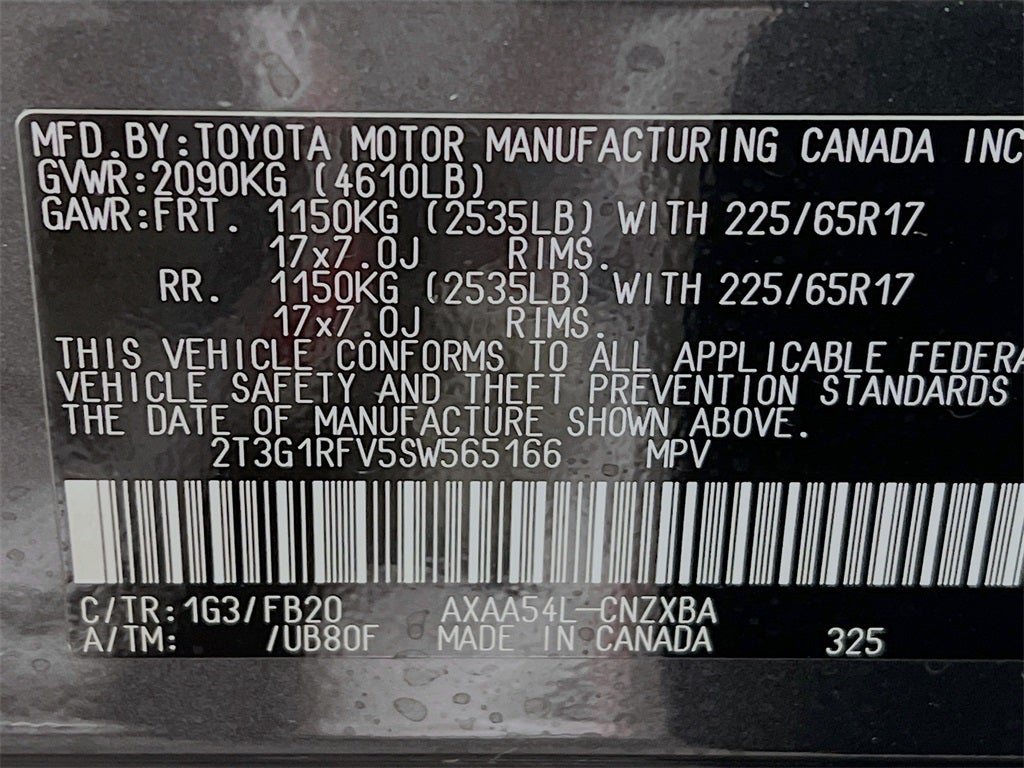 MFD.BY:TOYOTA MOTOR MANUFACTURING CANADA INC
GVWR:2090KG (4610LB)
GAWR:FRT. 1150KG (2535LB) WITH 225/65R17
17x7.0J RIMS.
RR. 1150KG (2535LB) WITH 225/65R17
17x7.0J RIMS.
THIS VEHICLE CONFORMS TO ALL APPLICABLE FEDERA
VEHICLE SAFETY AND THEFT PREVENTION STANDARDS
THE DATE OF MANUFACTURE SHOWN ABOVE.
2T3G1RFV5SW565166 MPV
C/TR:1G3/FB20 AXAA54L-CNZXBA
A/TM: /UB80F MADE IN CANADA 325